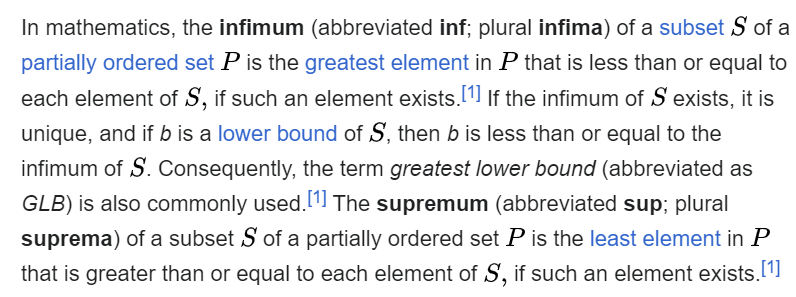 In mathematics, the infimum (abbreviated inf; plural infima) of a subset S of a
partially ordered set P is the greatest element in P that is less than or equal to
each element of S, if such an element exists.[1] If the infimum of S exists, it is
unique, and if b is a lower bound of S, then b is less than or equal to the
infimum of S. Consequently, the term greatest lower bound (abbreviated as
GLB) is also commonly used.[1] The supremum (abbreviated sup; plural
suprema) of a subset S of a partially ordered set P is the least element in P
that is greater than or equal to each element of S, if such an element exists.[1]